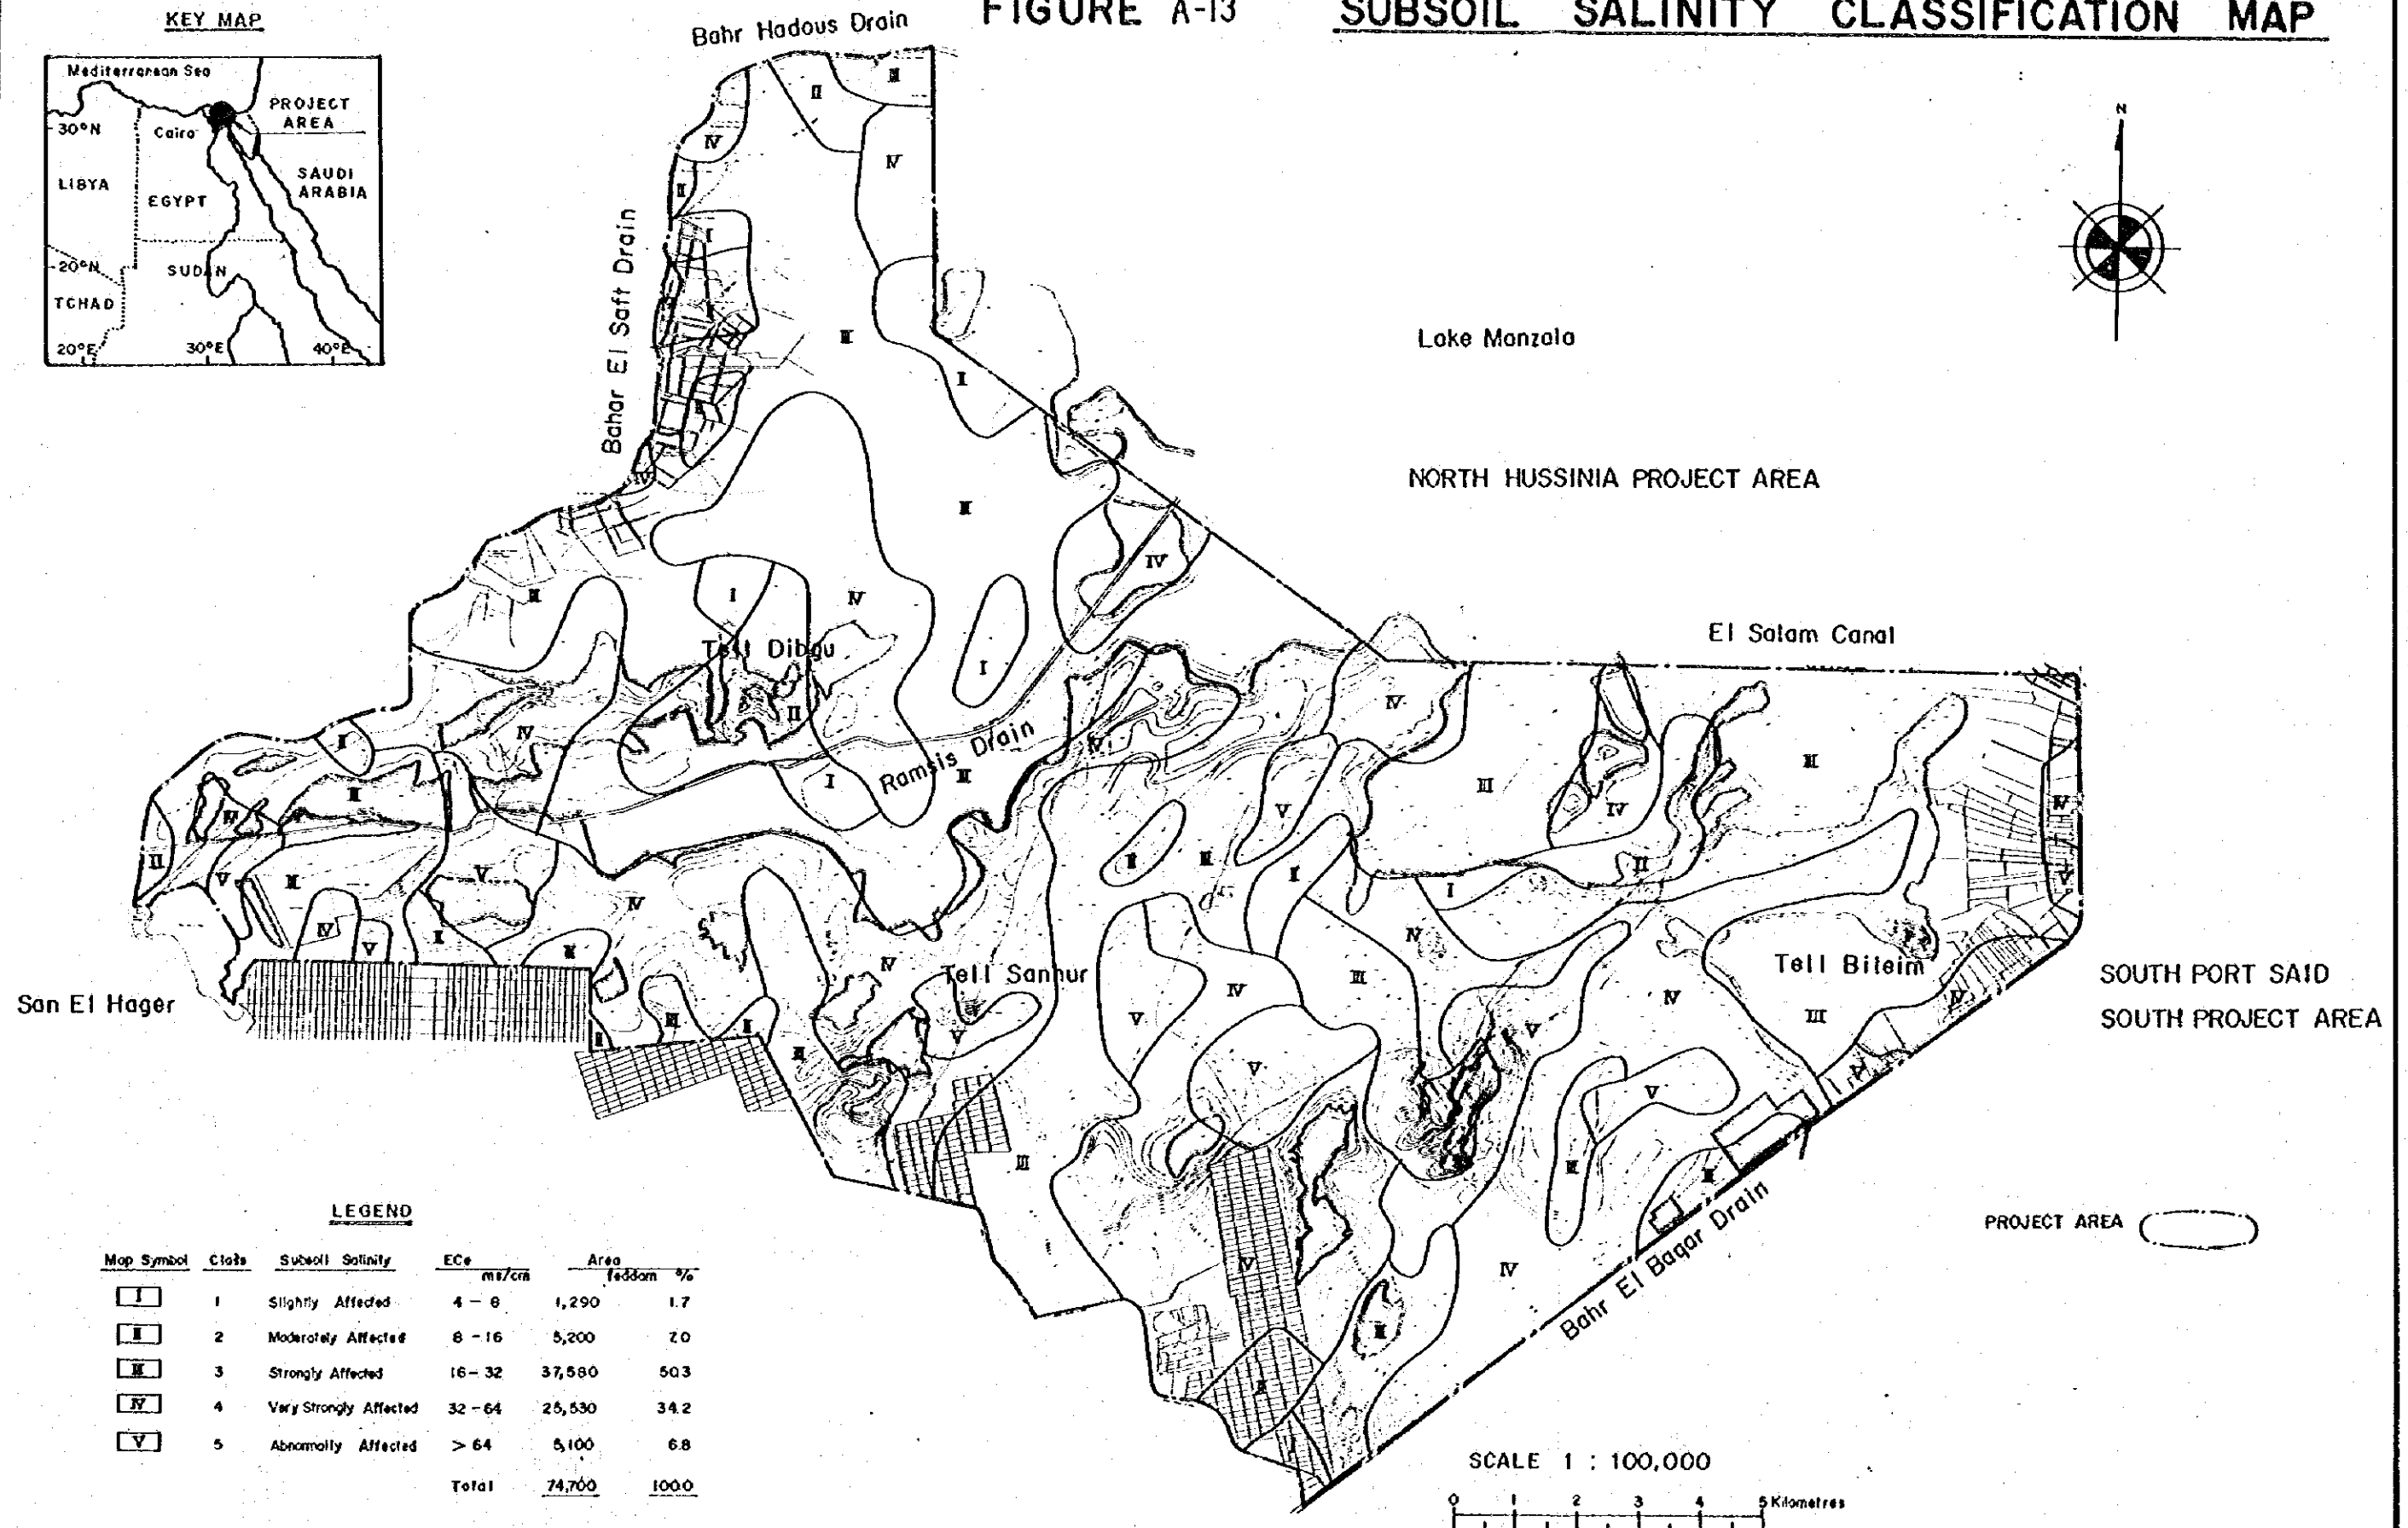 FIGURE A-13 SUBSOIL SALINITY CLASSIFICATION MAP
KEY MAP
Mediterranean Sea
PROJECT
AREA
30°N
Cairo
LIBYA
SAUDI
ARABIA
EGYPT
20°N
SUDAN
TCHAD
20°E
30°E
40°E
Bahr Hadous Drain
Bahar El Saft Drain
N
Lake Manzala
NORTH HUSSINIA PROJECT AREA
El Salam Canal
Tell Dibgu
Ramsis Drain
Tell Sanhur
Tell Bileim
San El Hager
SOUTH PORT SAID
SOUTH PROJECT AREA
Bahr El Baqar Drain
PROJECT AREA
LEGEND
Map Symbol Class Subsoil Salinity ECe Area
ms/cm feddam %
I 1 Slightly Affected 4 - 8 1,290 1.7
II 2 Moderately Affected 8 - 16 5,200 7.0
III 3 Strongly Affected 16 - 32 37,580 50.3
IV 4 Very Strongly Affected 32 - 64 25,530 34.2
V 5 Abnormally Affected > 64 5,100 6.8
Total 74,700 100.0
SCALE 1 : 100,000
0 1 2 3 4 5 Kilometres